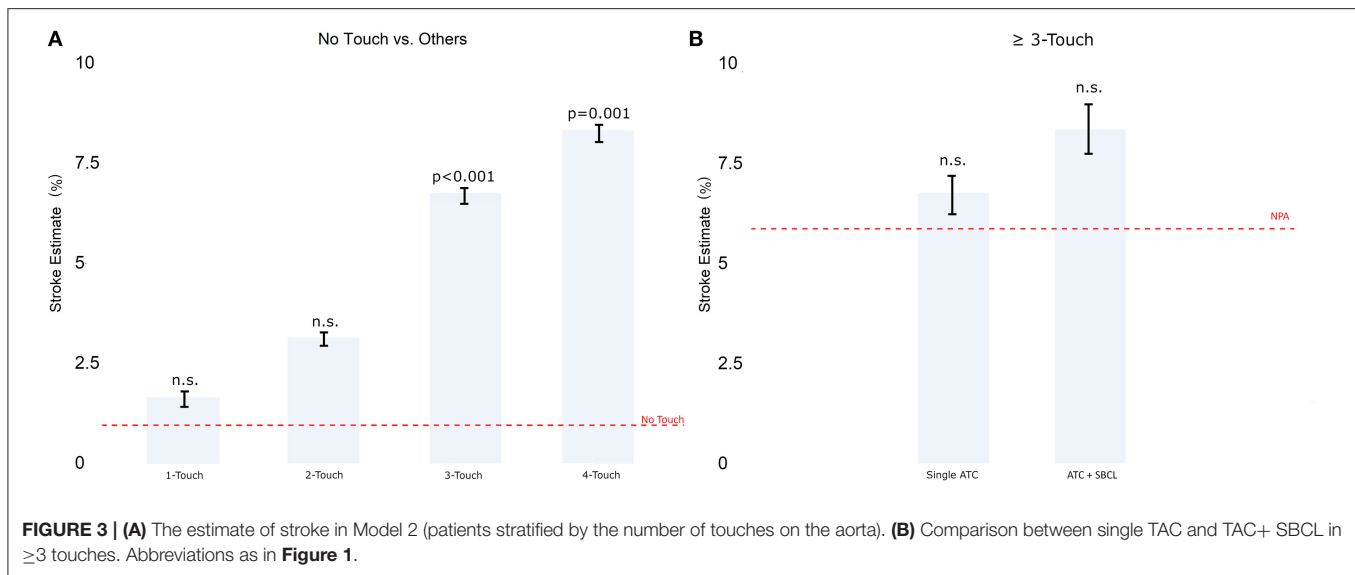 A
No Touch vs. Others
10
7.5
5
2.5
0
Stroke Estimate (%)
n.s.
n.s.
p<0.001
p=0.001
No Touch
1-Touch
2-Touch
3-Touch
4-Touch
B
≥ 3-Touch
10
7.5
5
2.5
0
Stroke Estimate (%)
n.s.
n.s.
NPA
Single ATC
ATC + SBCL
FIGURE 3 | (A) The estimate of stroke in Model 2 (patients stratified by the number of touches on the aorta). (B) Comparison between single TAC and TAC+ SBCL in
≥3 touches. Abbreviations as in Figure 1.